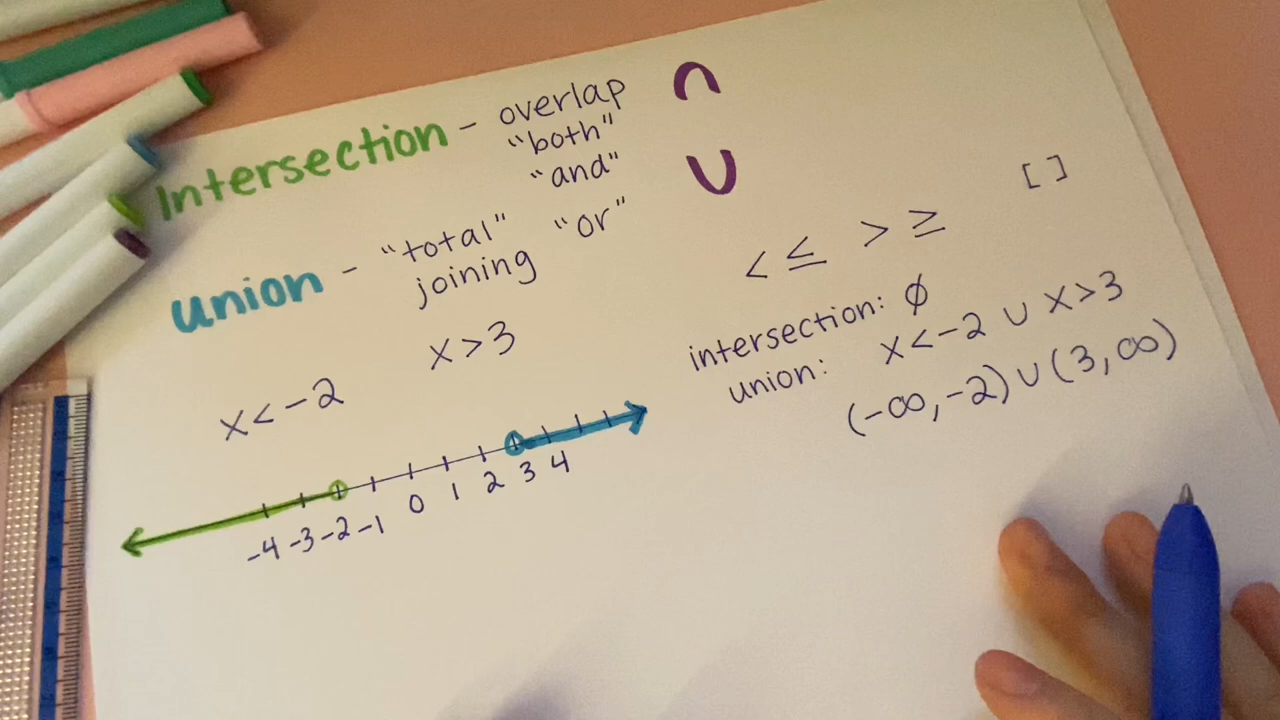 Intersection - overlap ∩
"both"
"and"
∪
union - "total" "or"
joining
[ ]
< ≤ > ≥
x < -2
x > 3
-4 -3 -2 -1 0 1 2 3 4
intersection: ∅
union: x < -2 ∪ x > 3
(-∞, -2) ∪ (3, ∞)